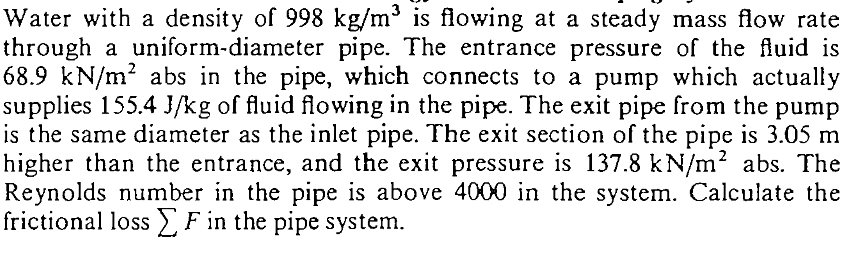 Water with a density of 998 kg/m³ is flowing at a steady mass flow rate
through a uniform-diameter pipe. The entrance pressure of the fluid is
68.9 kN/m² abs in the pipe, which connects to a pump which actually
supplies 155.4 J/kg of fluid flowing in the pipe. The exit pipe from the pump
is the same diameter as the inlet pipe. The exit section of the pipe is 3.05 m
higher than the entrance, and the exit pressure is 137.8 kN/m² abs. The
Reynolds number in the pipe is above 4000 in the system. Calculate the
frictional loss ∑ F in the pipe system.